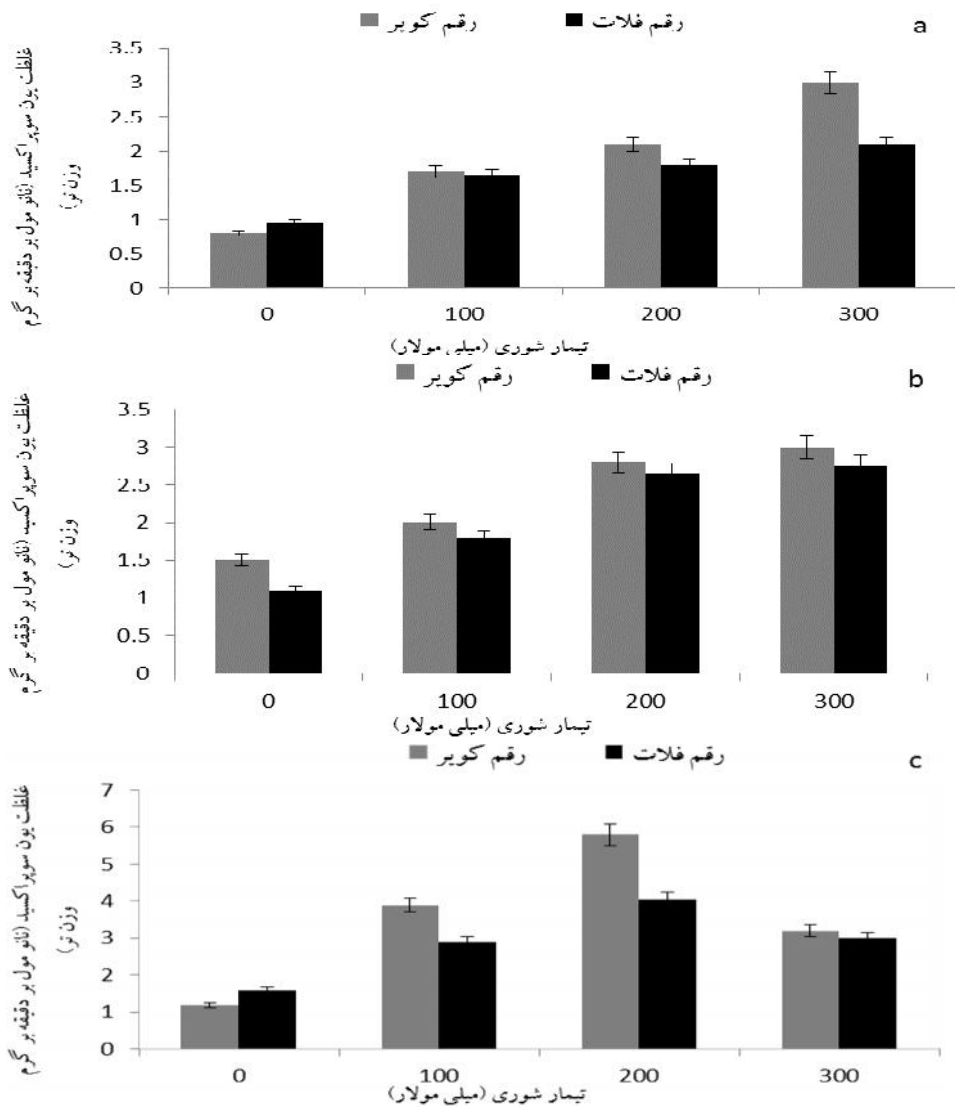 رقم کویر رقم فلات a
غلظت یون سوپراکسید (نانو مول بر دقیقه بر گرم
وزن تر)
3.5
3
2.5
2
1.5
1
0.5
0
0 100 200 300
تیمار شوری (میلی مولار)
رقم کویر رقم فلات b
غلظت یون سوپراکسید (نانو مول بر دقیقه بر گرم
وزن تر)
3.5
3
2.5
2
1.5
1
0.5
0
0 100 200 300
تیمار شوری (میلی مولار)
رقم کویر رقم فلات c
غلظت یون سوپراکسید (نانو مول بر دقیقه بر گرم
وزن تر)
7
6
5
4
3
2
1
0
0 100 200 300
تیمار شوری (میلی مولار)